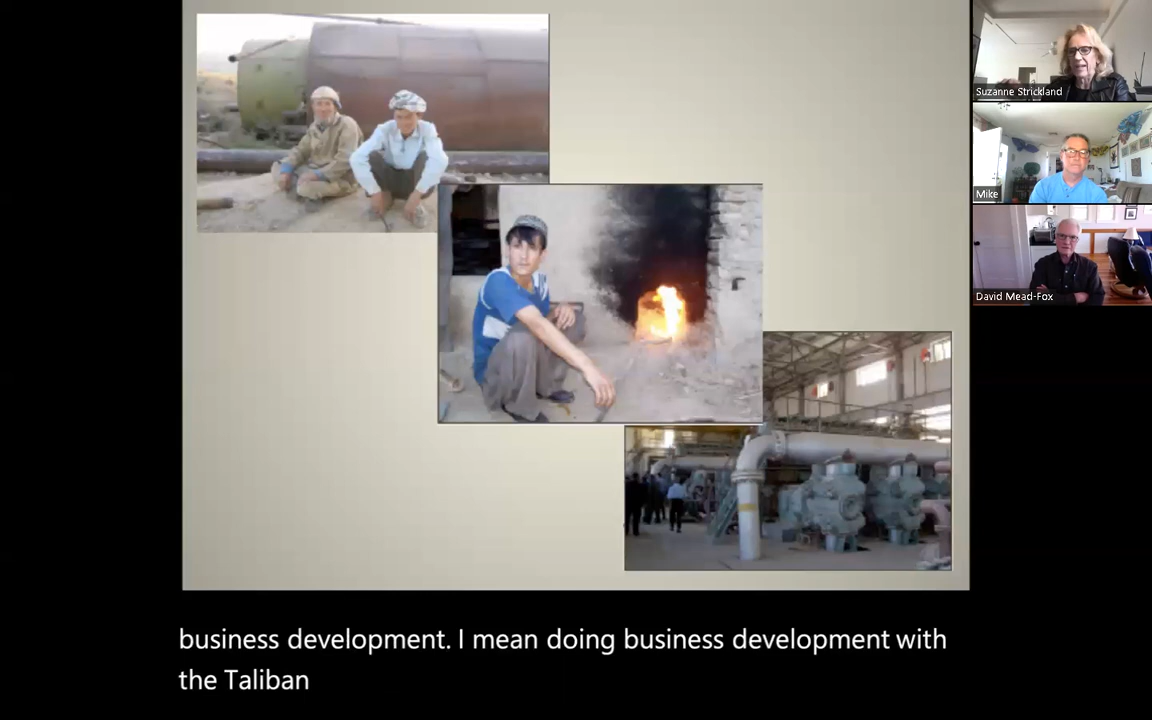 Suzanne Strickland
Mike
David Mead-Fox
business development. I mean doing business development with
the Taliban